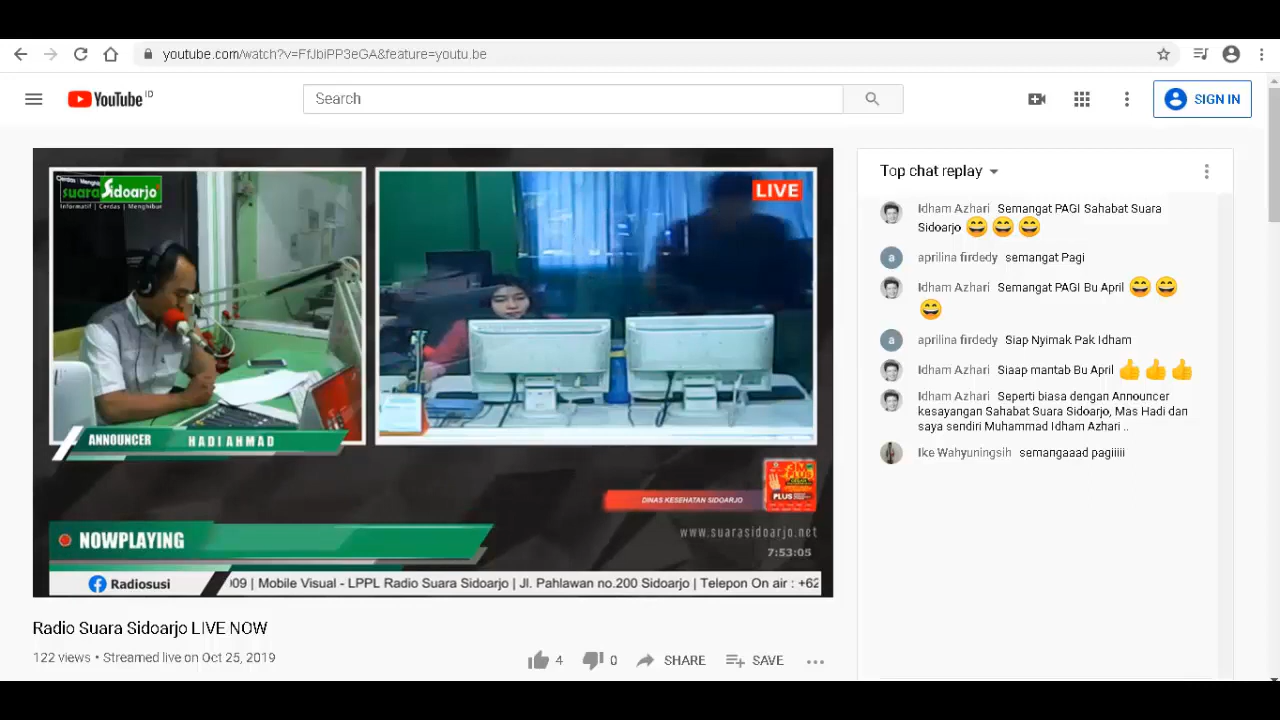 youtube.com/watch?v=FfJbiPP3eGA&feature=youtu.be
YouTube ID
Search
SIGN IN
suara Sidoarjo
Informatif | Cerdas | Menghibur
LIVE
ANNOUNCER HADI AHMAD
DINAS KESEHATAN SIDOARJO
PLUS
www.suarasidoarjo.net
7:53:05
NOWPLAYING
Radiosusi
009 | Mobile Visual - LPPL Radio Suara Sidoarjo | Jl. Pahlawan no.200 Sidoarjo | Telepon On air : +62
Radio Suara Sidoarjo LIVE NOW
122 views • Streamed live on Oct 25, 2019
4 0 SHARE SAVE
Top chat replay
Idham Azhari Semangat PAGI Sahabat Suara
Sidoarjo 😄 😄 😄
a aprilina firdedy semangat Pagi
Idham Azhari Semangat PAGI Bu April 😄 😄
😄
a aprilina firdedy Siap Nyimak Pak Idham
Idham Azhari Siaap mantab Bu April 👍 👍 👍
Idham Azhari Seperti biasa dengan Announcer
kesayangan Sahabat Suara Sidoarjo, Mas Hadi dan
saya sendiri Muhammad Idham Azhari ..
Ike Wahyuningsih semangaaad pagiiiii